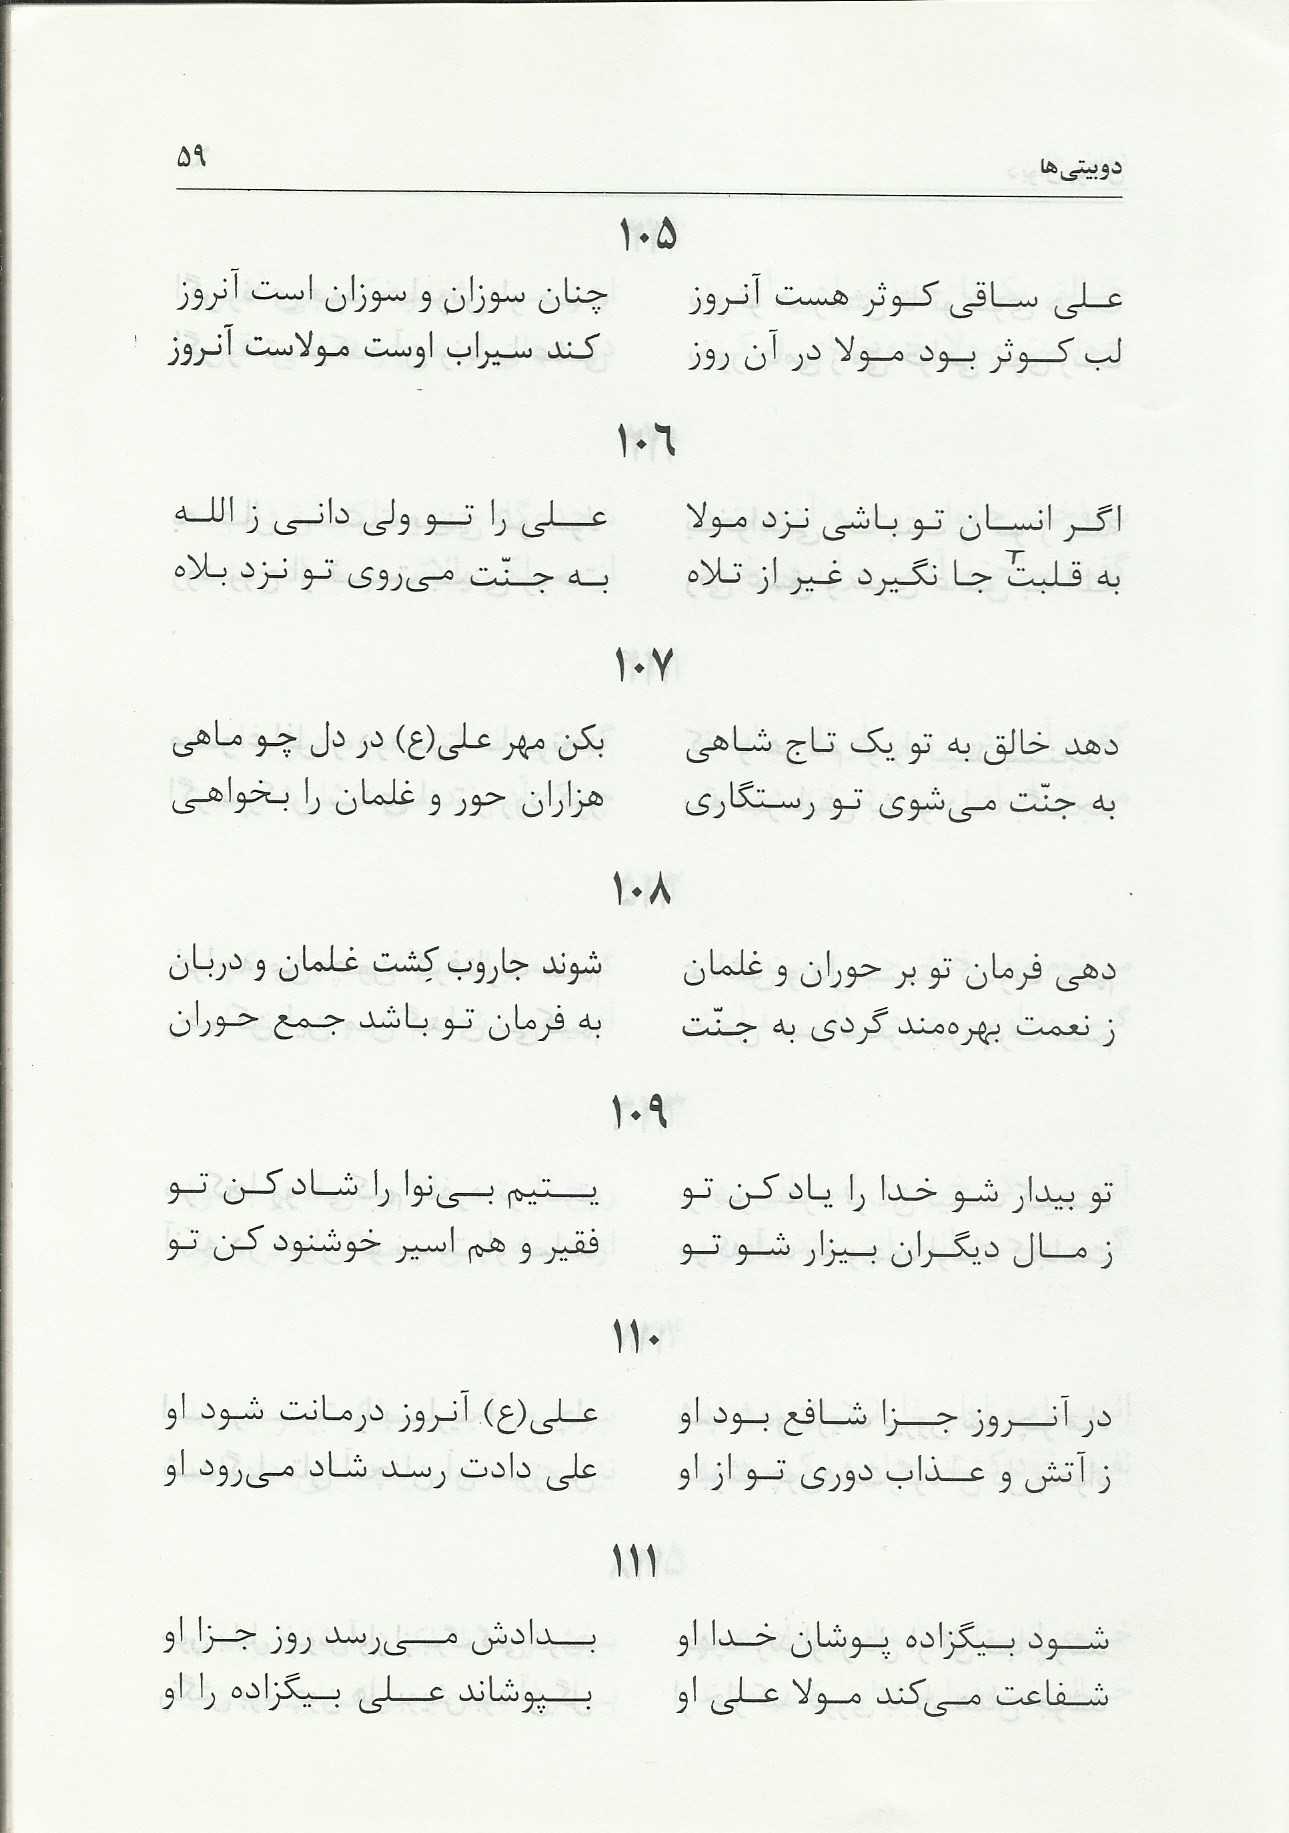 دوبیتی‌ها ۵۹
۱۰۵
علی ساقی کوثر هست آنروز چنان سوزان و سوزان است آنروز
لب کوثر بود مولا در آن روز کند سیراب اوست مولاست آنروز
۱۰۶
اگر انسان تو باشی نزد مولا علی را تو ولی دانی ز الله
به قلبت جا نگیرد غیر از تلاه به جنّت می‌روی تو نزد بلاه
۱۰۷
دهد خالق به تو یک تاج شاهی بکن مهر علی(ع) در دل چو ماهی
به جنّت می‌شوی تو رستگاری هزاران حور و غلمان را بخواهی
۱۰۸
دهی فرمان تو بر حوران و غلمان شوند جاروب کِشت غلمان و دربان
ز نعمت بهره‌مند گردی به جنّت به فرمان تو باشد جمع حوران
۱۰۹
تو بیدار شو خدا را یاد کن تو یتیم بی‌نوا را شاد کن تو
ز مال دیگران بیزار شو تو فقیر و هم اسیر خوشنود کن تو
۱۱۰
در آنروز جزا شافع بود او علی(ع) آنروز درمانت شود او
ز آتش و عذاب دوری تو از او علی دادت رسد شاد می‌رود او
۱۱۱
شود بیگزاده پوشان خدا او بدادش می‌رسد روز جزا او
شفاعت می‌کند مولا علی او بپوشاند علی بیگزاده را او